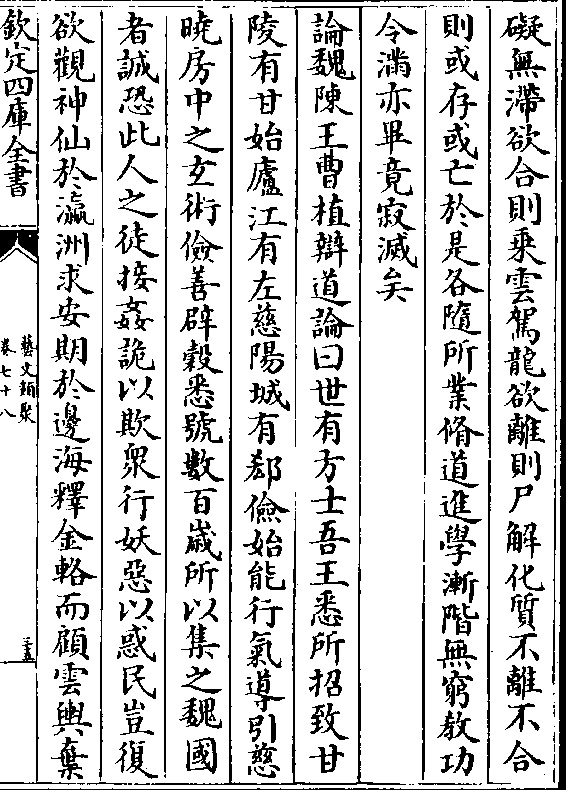 礙無滯欲合則乗雲駕龍欲離則尸解化質不離不合
則或存或亡於是各隨所業脩道進學漸階無窮教功
令滿亦畢竟寂滅矣
論魏陳王曹植辯道論曰世有方士吾王悉所招致甘
陵有甘始廬江有左慈陽城有郄儉始能行氣導引慈
曉房中之玄術儉善辟穀悉號數百嵗所以集之魏國
者誠恐此人之徒接姦詭以欺衆行妖惡以惑民豈復
欲觀神仙於瀛洲求安期於邊海釋金輅而顧雲輿棄
欽定四庫全書
藝文類聚
卷七十八
三五